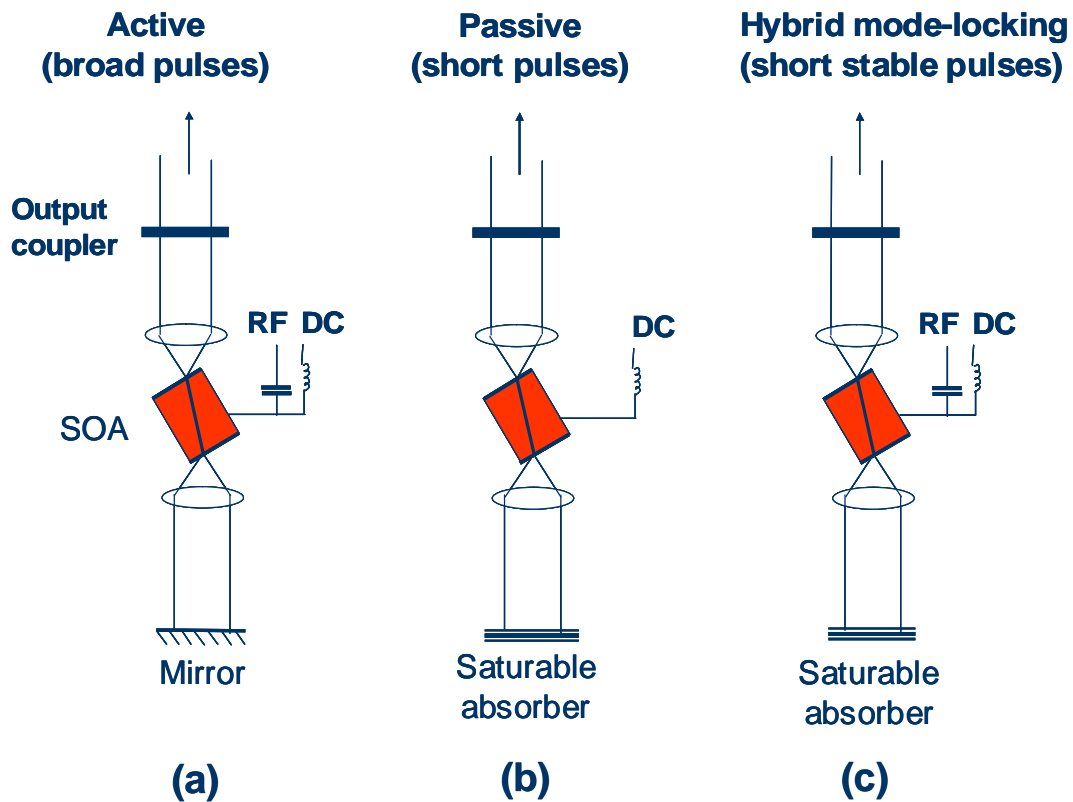 Active
(broad pulses)
Passive
(short pulses)
Hybrid mode-locking
(short stable pulses)
Output
coupler
RF DC
DC
RF DC
SOA
Mirror
Saturable
absorber
Saturable
absorber
(a)
(b)
(c)